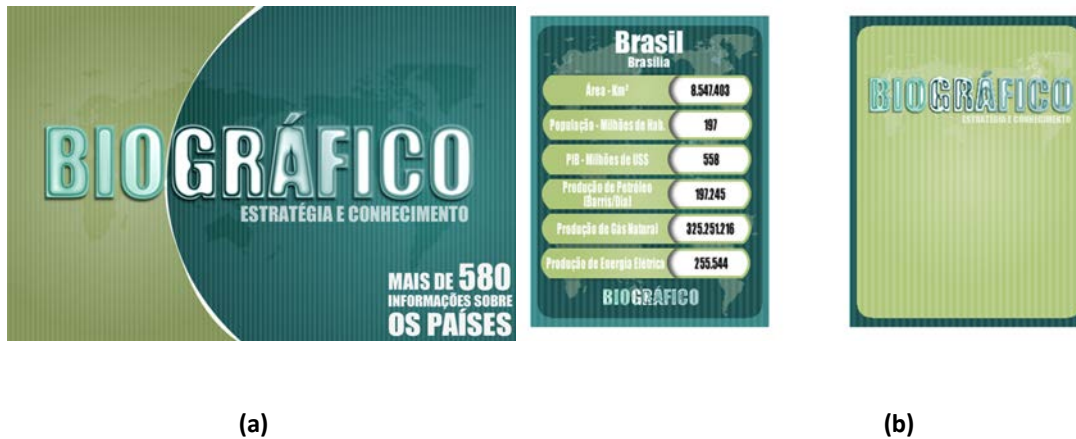 BIOGRÁFICO
ESTRATÉGIA E CONHECIMENTO
MAIS DE 580
INFORMAÇÕES SOBRE
OS PAÍSES
Brasil
Brasília
Área - Km²
8.547.403
População - Milhões de Hab.
197
PIB - Milhões de US$
558
Produção de Petróleo
(Barris/Dia)
197.245
Produção de Gás Natural
325.251.216
Produção de Energia Elétrica
255.544
BIOGRÁFICO
BIOGRÁFICO
ESTRATÉGIA E CONHECIMENTO
(a)
(b)